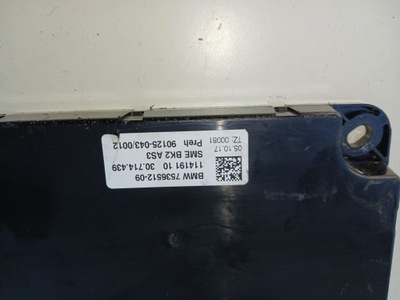 BMW 7536512-09
114191 10 30.714.439
SME BK2 AS3
Preh 90125-043/0012
05.10.17
TZ: 00081